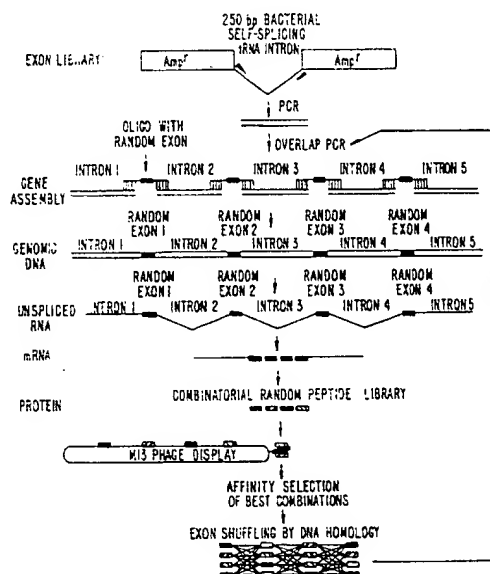 250 bp BACTERIAL
SELF-SPLICING
tRNA INTRON
EXON LIBRARY
Ampr
Ampr
PCR
OLIGO WITH
RANDOM EXON
OVERLAP PCR
INTRON 1 INTRON 2 INTRON 3 INTRON 4 INTRON 5
GENE
ASSEMBLY
RANDOM EXON 1 RANDOM EXON 2 RANDOM EXON 3 RANDOM EXON 4
GENOMIC
DNA
INTRON 1 INTRON 2 INTRON 3 INTRON 4 INTRON 5
RANDOM EXON 1 RANDOM EXON 2 RANDOM EXON 3 RANDOM EXON 4
UNSPLICED
RNA
INTRON 1 INTRON 2 INTRON 3 INTRON 4 INTRON 5
mRNA
COMBINATORIAL RANDOM PEPTIDE LIBRARY
PROTEIN
M13 PHAGE DISPLAY
AFFINITY SELECTION
OF BEST COMBINATIONS
EXON SHUFFLING BY DNA HOMOLOGY